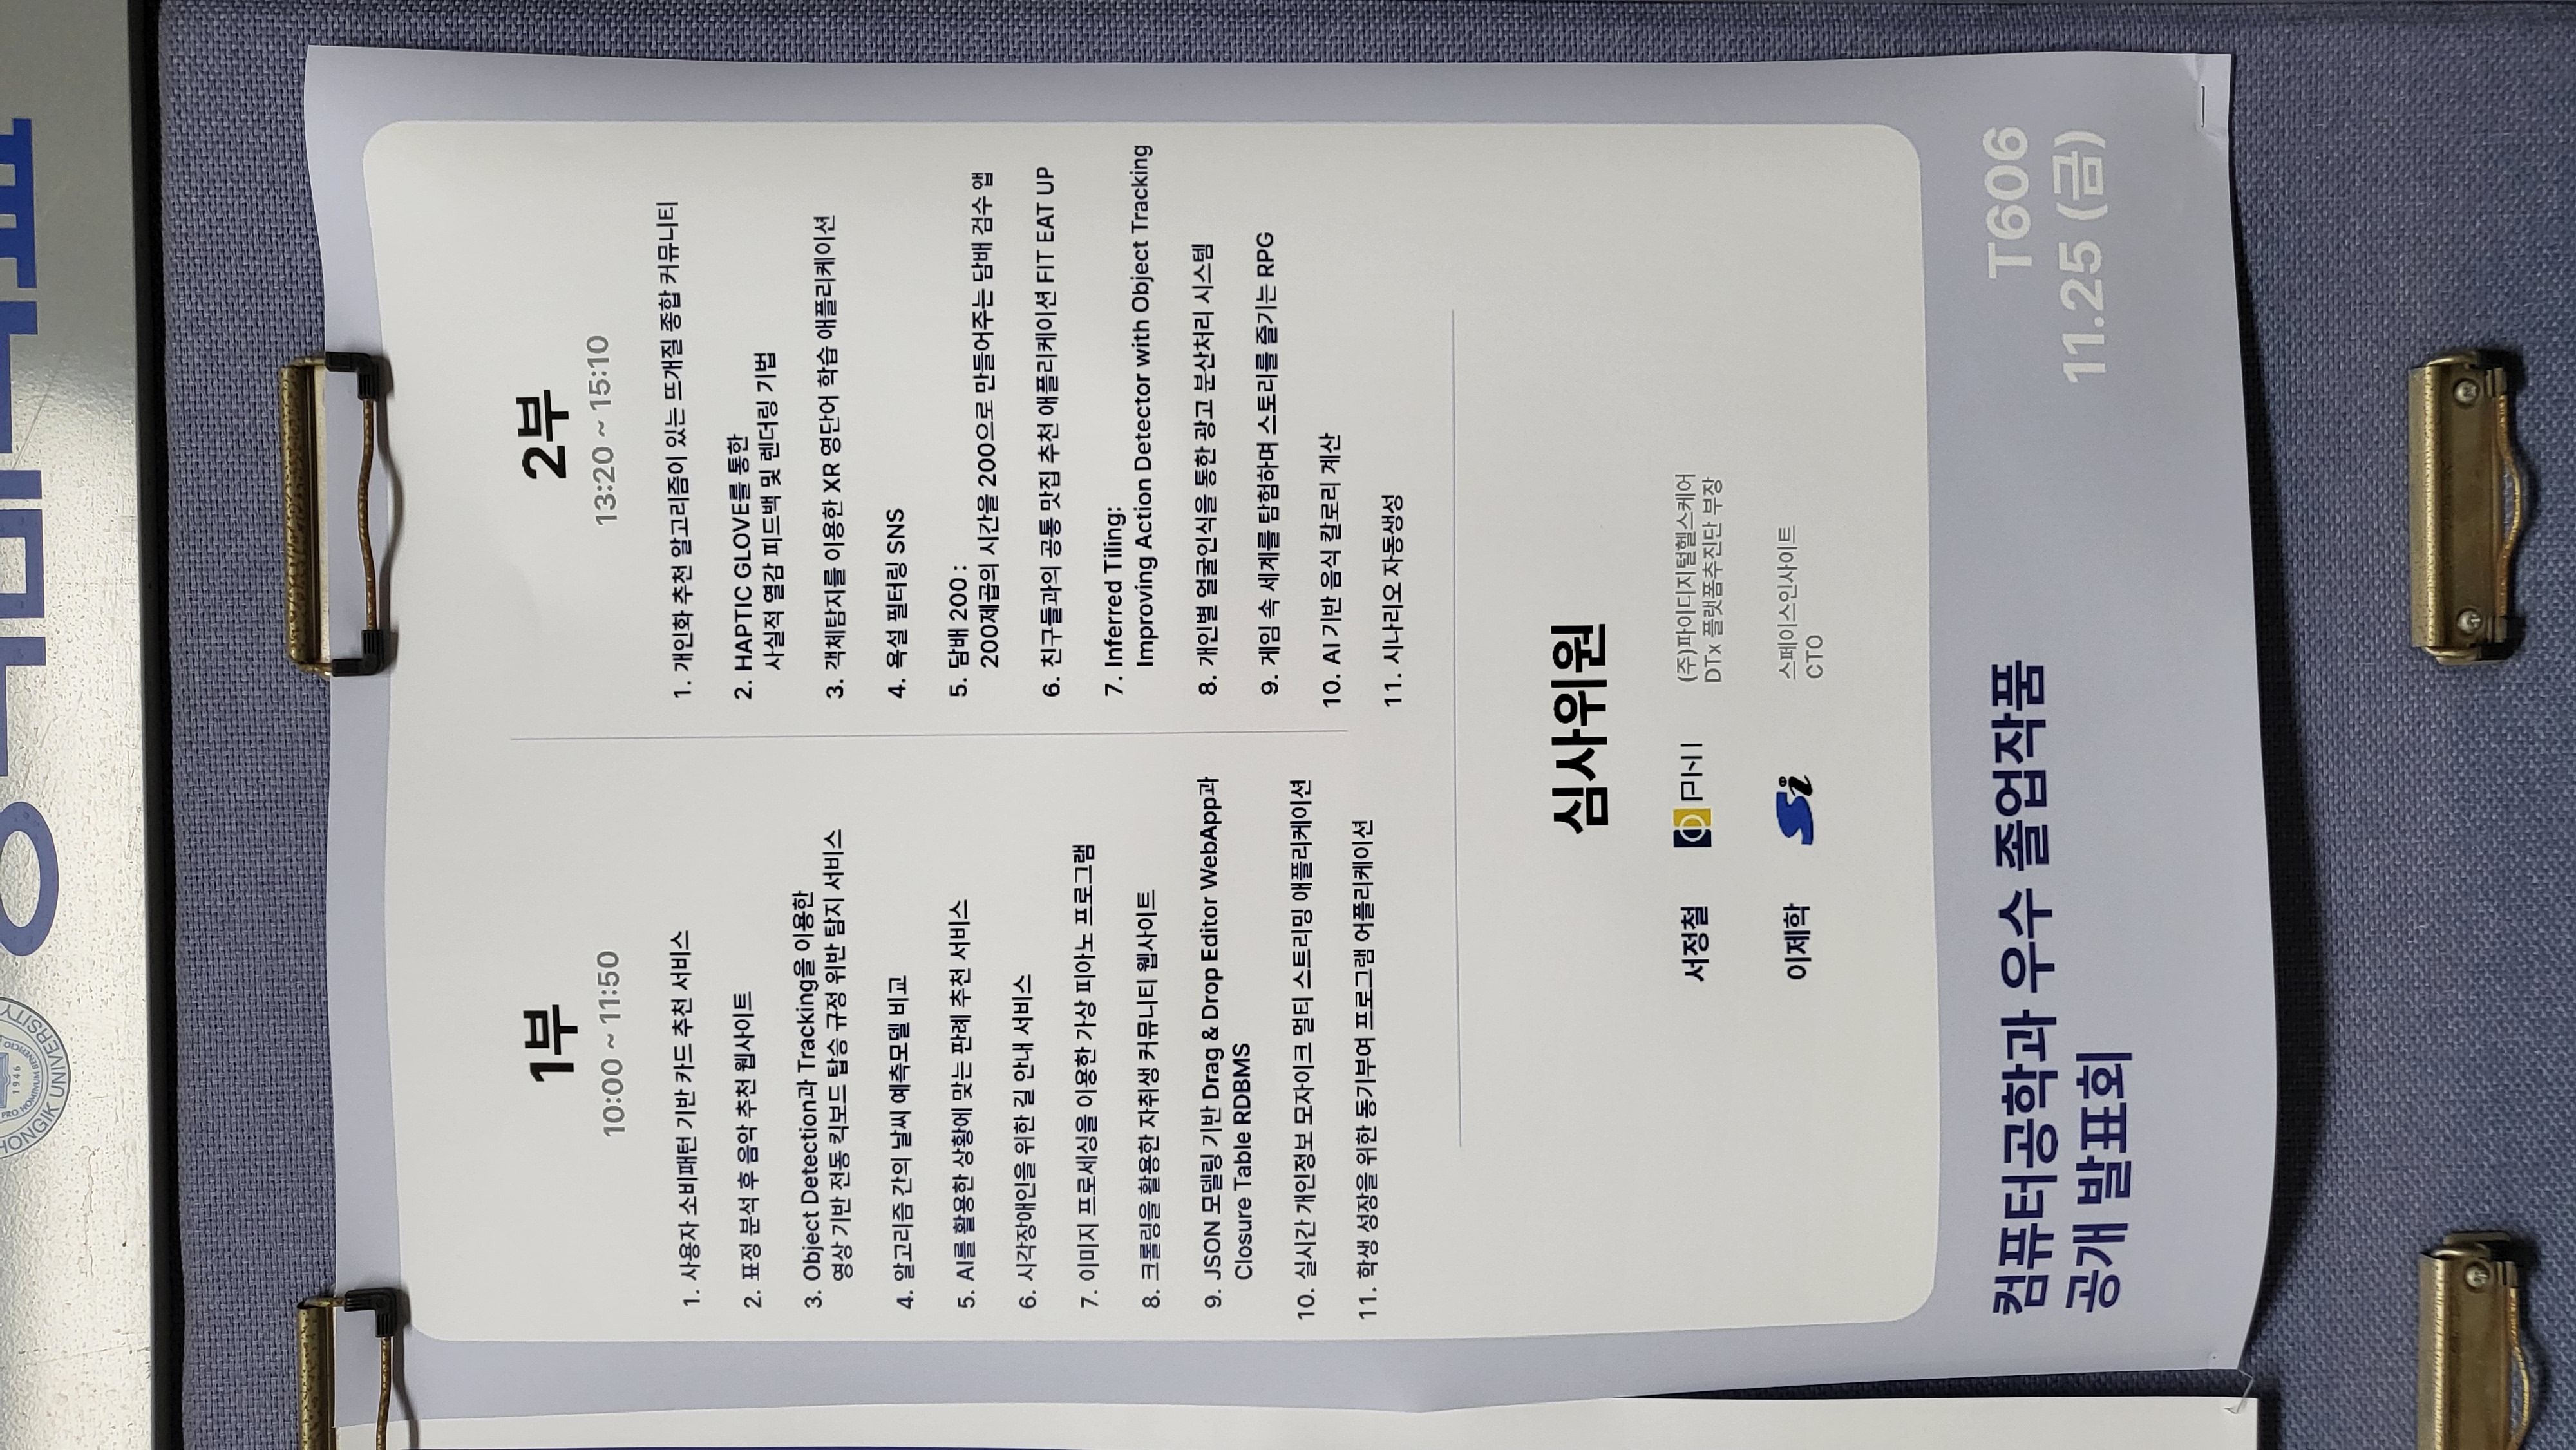 1946
PRO HOMINUM BENEFICIO
HONGIK UNIVERSITY
1부
10:00 ~ 11:50
1. 사용자 소비패턴 기반 카드 추천 서비스
2. 표정 분석 후 음악 추천 웹사이트
3. Object Detection과 Tracking을 이용한
영상 기반 전동 킥보드 탑승 규정 위반 탐지 서비스
4. 알고리즘 간의 날씨 예측모델 비교
5. AI를 활용한 상황에 맞는 판례 추천 서비스
6. 시각장애인을 위한 길 안내 서비스
7. 이미지 프로세싱을 이용한 가상 피아노 프로그램
8. 크롤링을 활용한 자취생 커뮤니티 웹사이트
9. JSON 모델링 기반 Drag & Drop Editor WebApp과
Closure Table RDBMS
10. 실시간 개인정보 모자이크 멀티 스트리밍 애플리케이션
11. 학생 성장을 위한 동기부여 프로그램 어플리케이션
2부
13:20 ~ 15:10
1. 개인화 추천 알고리즘이 있는 뜨개질 종합 커뮤니티
2. HAPTIC GLOVE를 통한
사실적 열감 피드백 및 렌더링 기법
3. 객체탐지를 이용한 XR 영단어 학습 애플리케이션
4. 욕설 필터링 SNS
5. 담배 200 :
200제곱의 시간을 200으로 만들어주는 담배 검수 앱
6. 친구들과의 공통 맛집 추천 애플리케이션 FIT EAT UP
7. Inferred Tiling:
Improving Action Detector with Object Tracking
8. 개인별 얼굴인식을 통한 광고 분산처리 시스템
9. 게임 속 세계를 탐험하며 스토리를 즐기는 RPG
10. AI 기반 음식 칼로리 계산
11. 시나리오 자동생성
심사위원
서정철 PHI (주)파이디지털헬스케어
DTx 플랫폼추진단 부장
이제학 Si 스페이스인사이트
CTO
컴퓨터공학과 우수 졸업작품
공개 발표회
T606
11.25 (금)